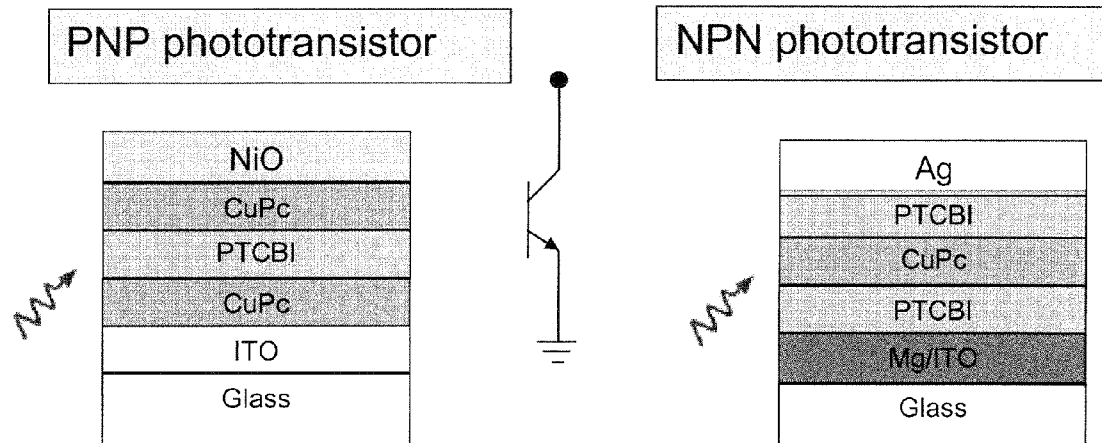 PNP phototransistor
NiO
CuPc
PTCBI
CuPc
ITO
Glass
NPN phototransistor
Ag
PTCBI
CuPc
PTCBI
Mg/ITO
Glass